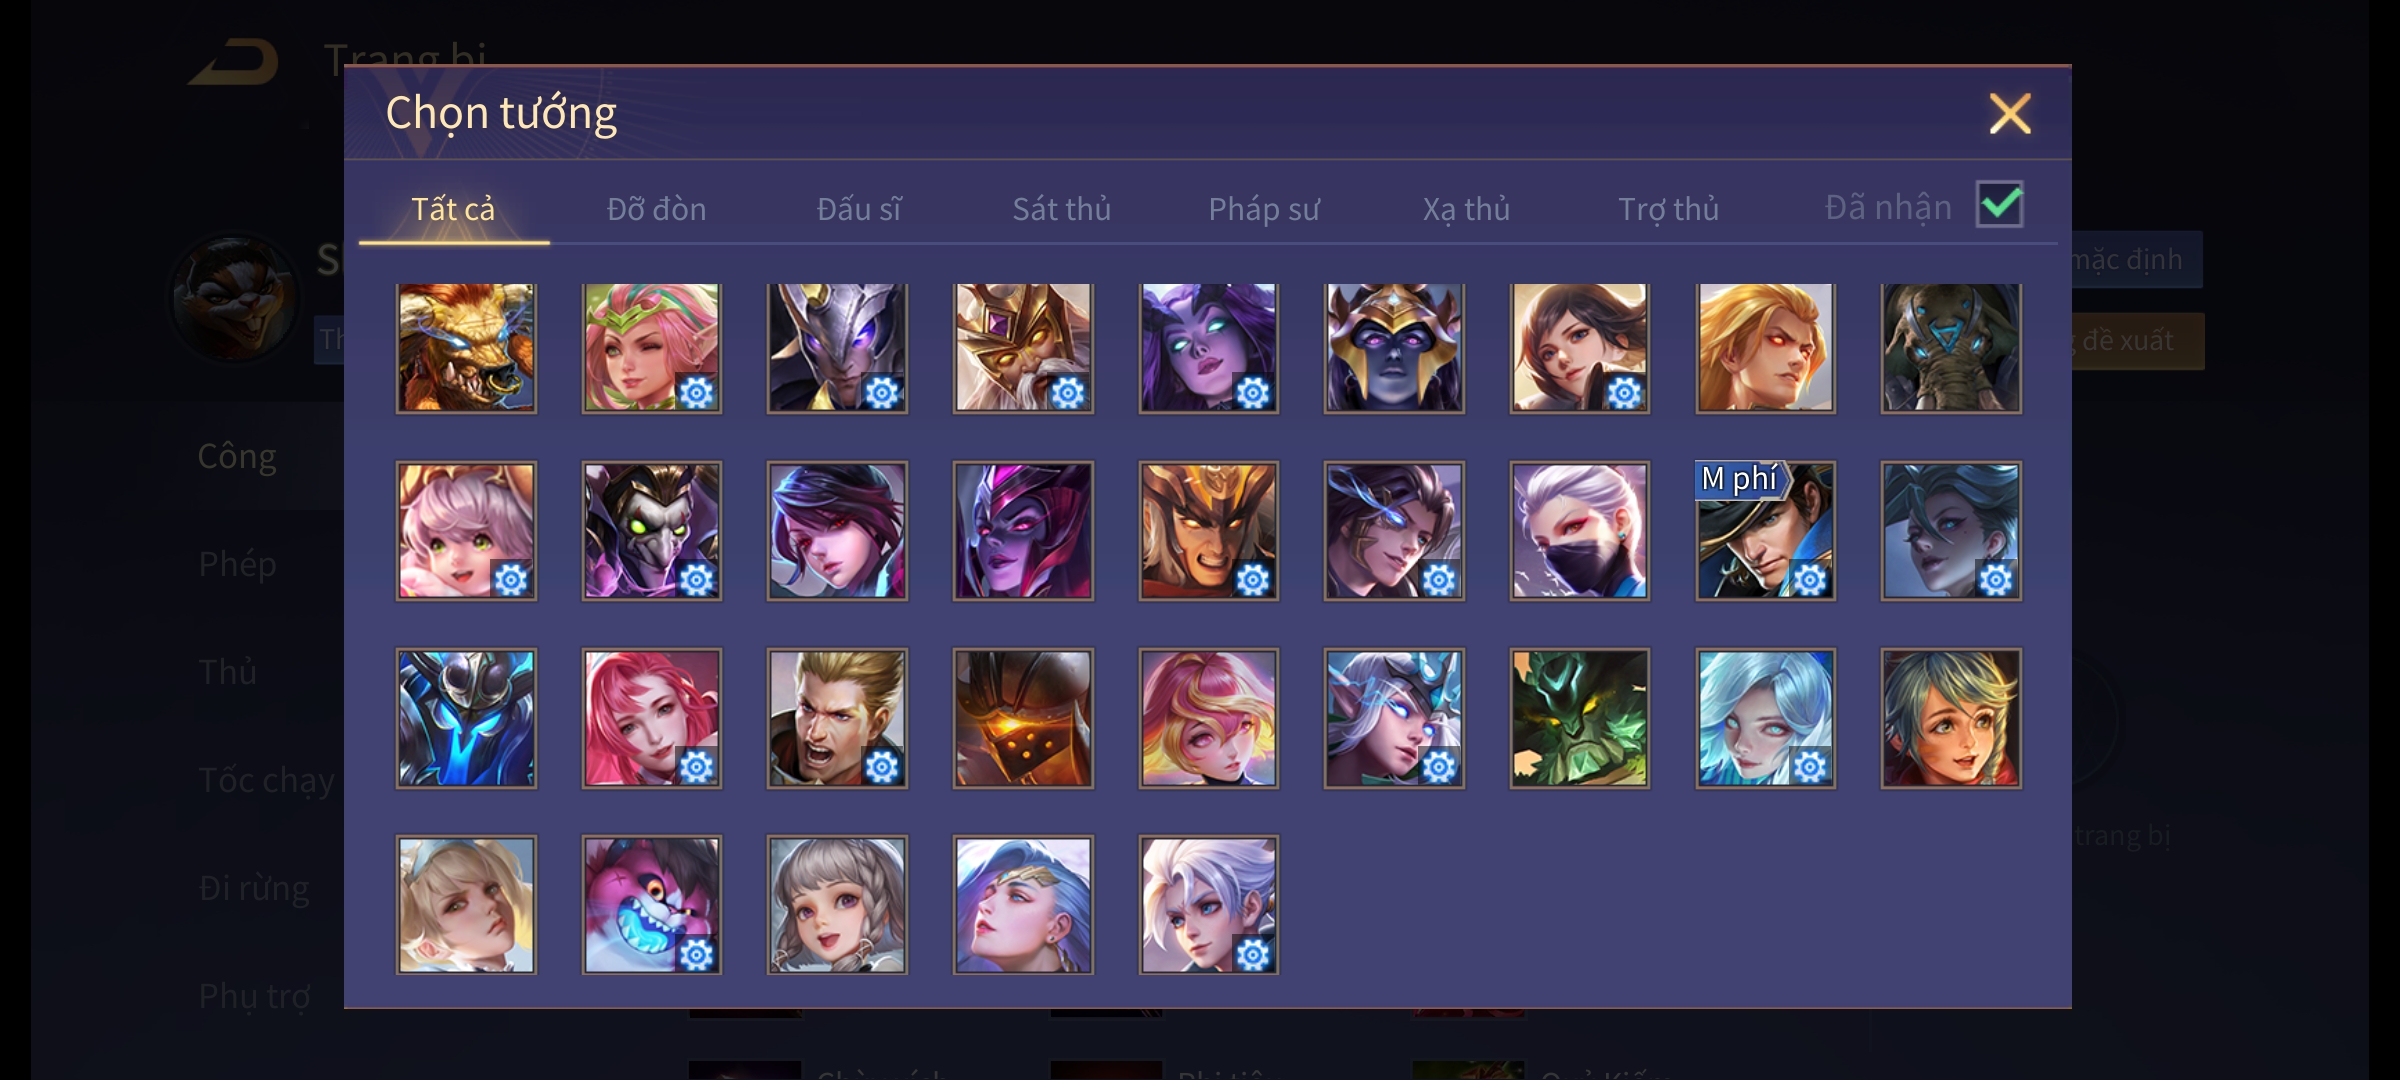 Trang bị
Chọn tướng
Tất cả
Đỡ đòn
Đấu sĩ
Sát thủ
Pháp sư
Xạ thủ
Trợ thủ
Đã nhận
mặc định
đề xuất
Công
M phí
Phép
Thủ
Tốc chạy
trang bị
Đi rừng
Phụ trợ